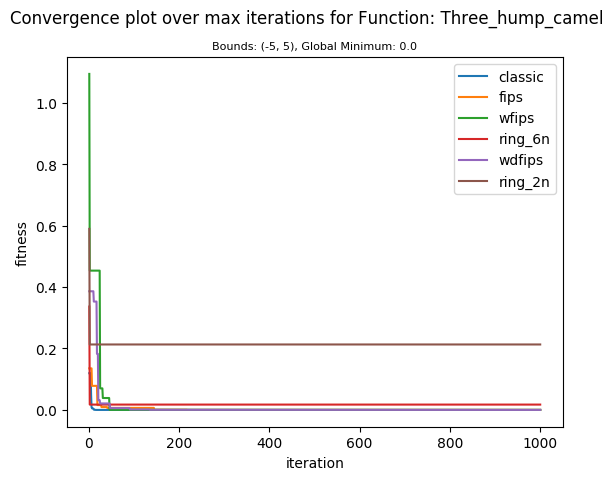 Convergence plot over max iterations for Function: Three_hump_camel
Bounds: (-5, 5), Global Minimum: 0.0
classic
fips
wfips
ring_6n
wdfips
ring_2n
fitness
1.0
0.8
0.6
0.4
0.2
0.0
0 200 400 600 800 1000
iteration